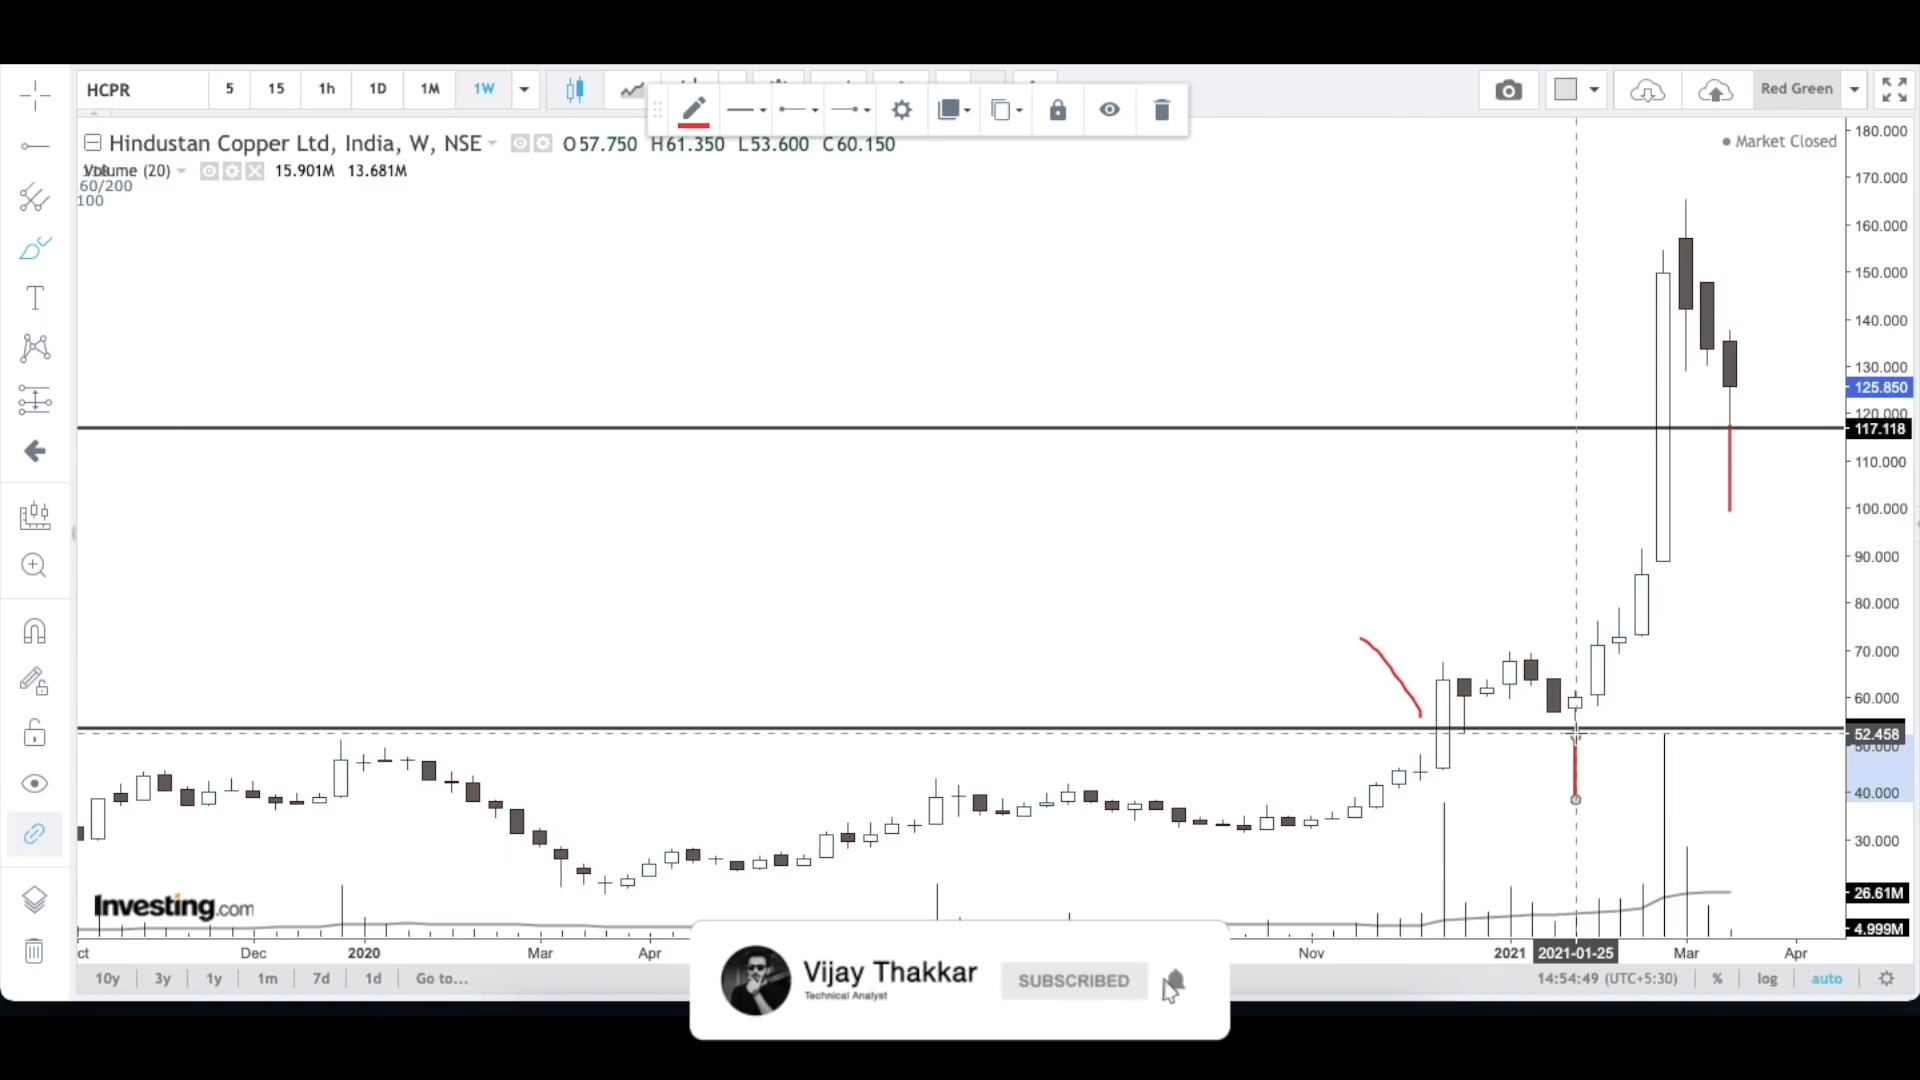 HCPR 5 15 1h 1D 1M 1W Red Green
Hindustan Copper Ltd, India, W, NSE O57.750 H61.350 L53.600 C60.150
Market Closed
Volume (20) 15.901M 13.681M
60/200
100
180.000
170.000
160.000
150.000
140.000
130.000
125.850
120.000
117.118
110.000
100.000
90.000
80.000
70.000
60.000
52.458
50.000
40.000
30.000
26.61M
4.999M
Investing.com
ct Dec 2020 Mar Apr Nov 2021 2021-01-25 Mar Apr
10y 3y 1y 1m 7d 1d Go to... 14:54:49 (UTC+5:30) % log auto
Vijay Thakkar
Technical Analyst
SUBSCRIBED